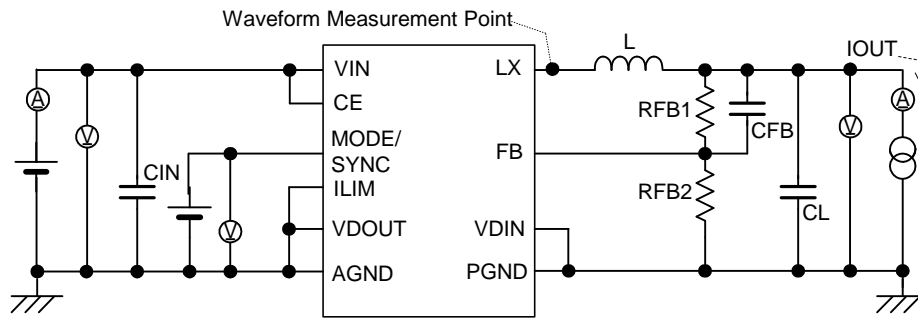 Waveform Measurement Point
L
IOUT
VIN
LX
A
CE
RFB1
A
V
MODE/
SYNC
CFB
V
CIN
FB
ILIM
RFB2
V
VDOUT
VDIN
CL
AGND
PGND